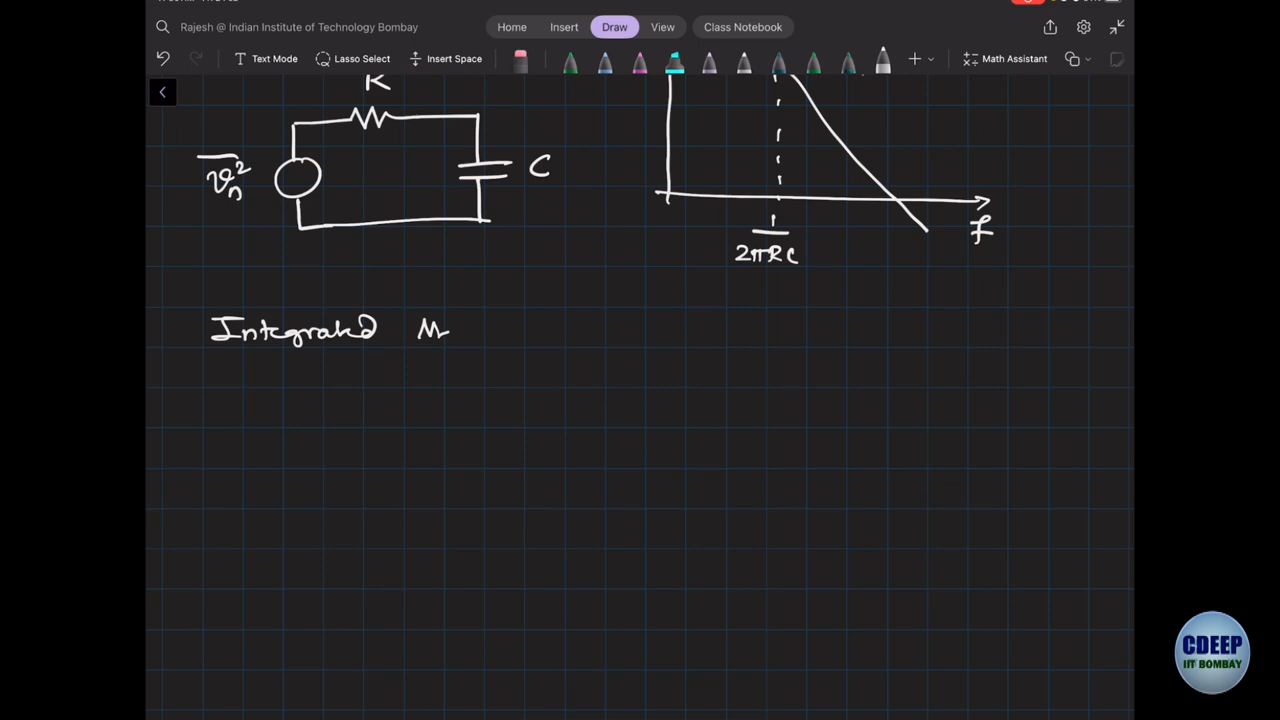 Rajesh @ Indian Institute of Technology Bombay
Home Insert Draw View Class Notebook
Text Mode Lasso Select Insert Space Math Assistant
R
v̅n²
C
f
2πRC
Integrated
CDEEP
IIT BOMBAY